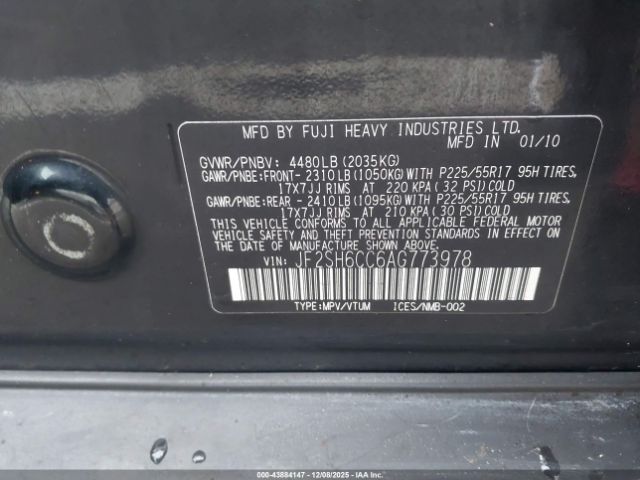 MFD BY FUJI HEAVY INDUSTRIES LTD.
MFD IN 01/10
GVWR/PNBV: 4480LB(2035KG)
GAWR/PNBE:FRONT- 2310LB(1050KG)WITH P225/55R17 95H TIRES,
17X7JJ RIMS AT 220 KPA(32 PSI)COLD
GAWR/PNBE:REAR - 2410LB(1095KG)WITH P225/55R17 95H TIRES,
17X7JJ RIMS AT 210 KPA(30 PSI)COLD
THIS VEHICLE CONFORMS TO ALL APPLICABLE FEDERAL MOTOR
VEHICLE SAFETY AND THEFT PREVENTION STANDARDS IN EFFECT ON
THE DATE OF MANUFACTURE SHOWN ABOVE.
VIN: JF2SH6CC6AG773978
TYPE:MPV/VTUM ICES/NMB-002
000-43884147 - 12/08/2025 - IAAI.COM